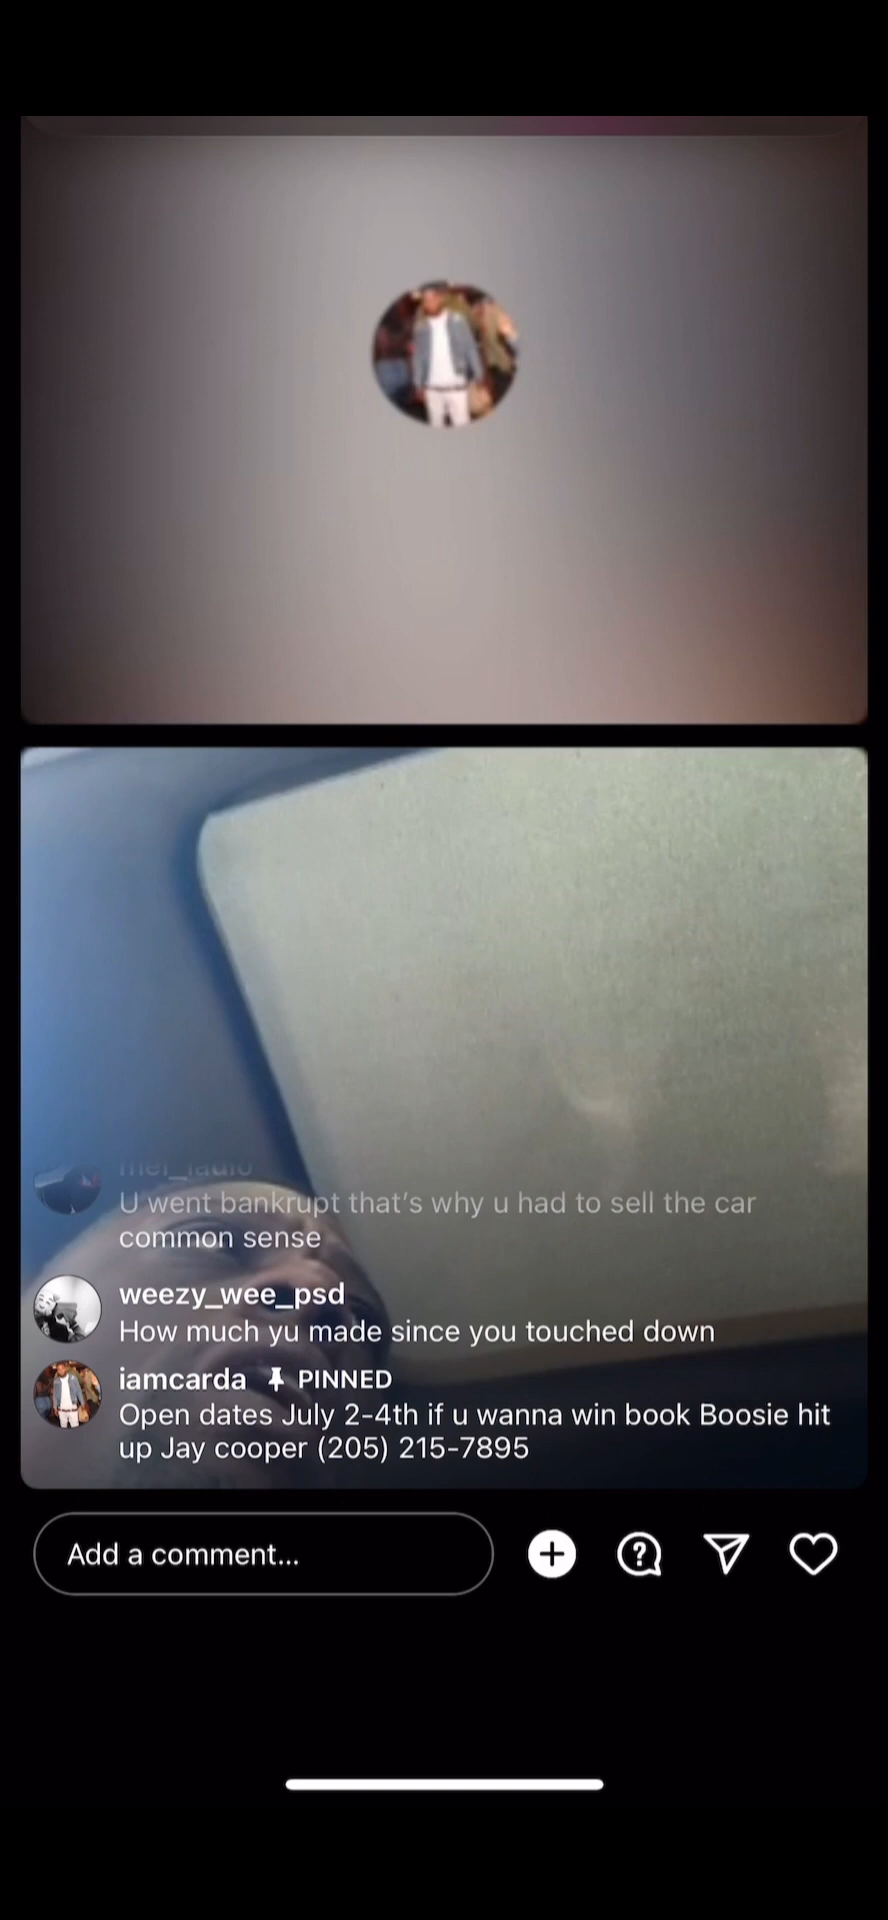 U went bankrupt that’s why u had to sell the car
common sense
weezy_wee_psd
How much yu made since you touched down
iamcarda PINNED
Open dates July 2-4th if u wanna win book Boosie hit
up Jay cooper (205) 215-7895
Add a comment...